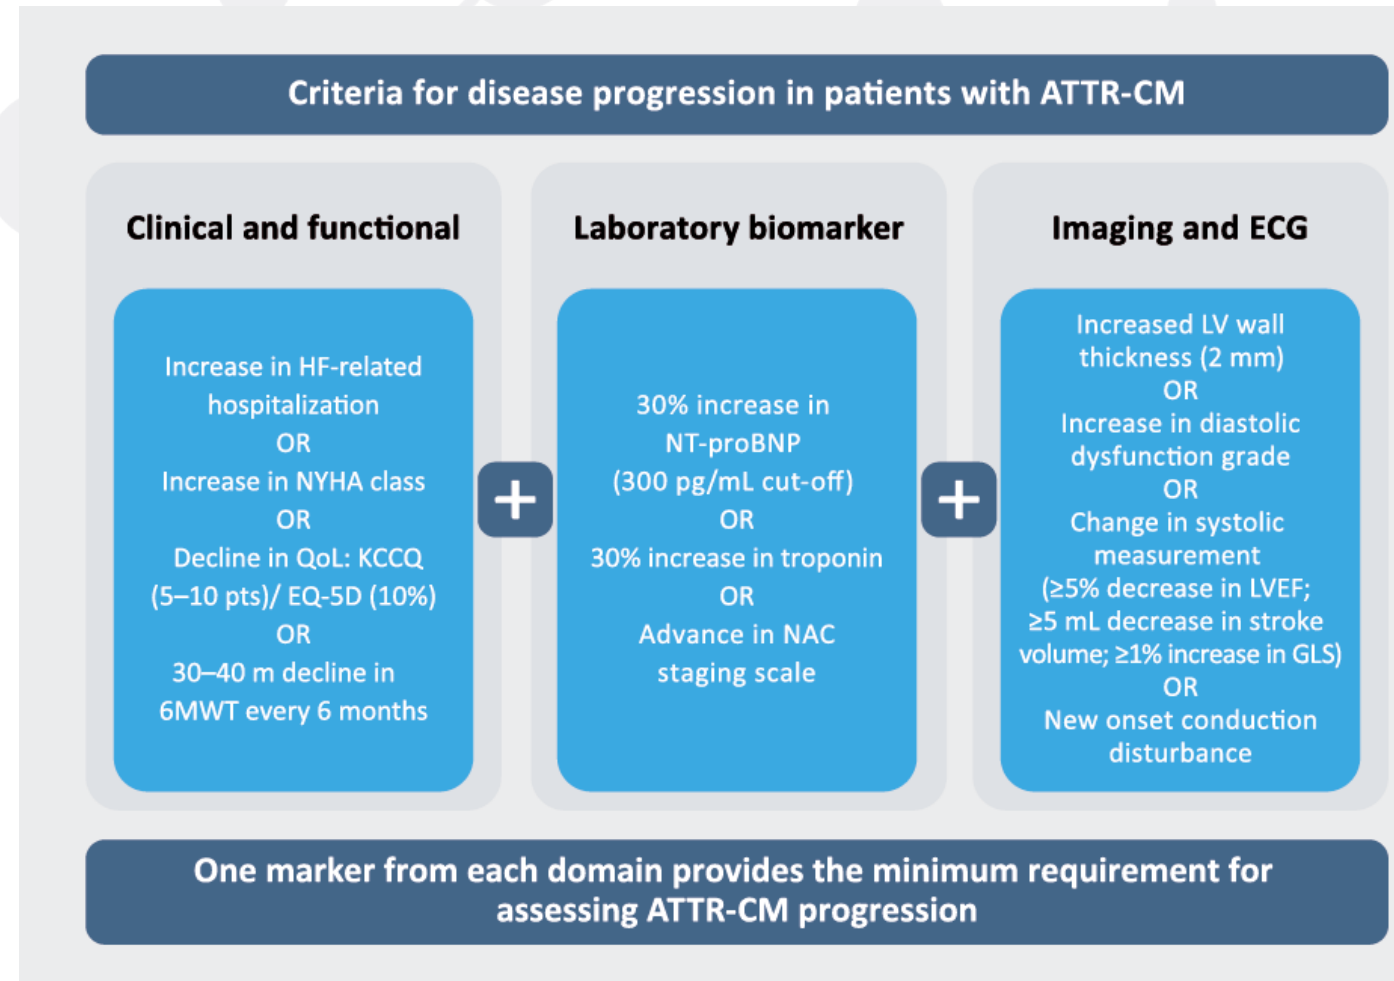 Criteria for disease progression in patients with ATTR-CM
Clinical and functional
Increase in HF-related
hospitalization
OR
Increase in NYHA class
OR
Decline in QoL: KCCQ
(5–10 pts)/ EQ-5D (10%)
OR
30–40 m decline in
6MWT every 6 months
+
Laboratory biomarker
30% increase in
NT-proBNP
(300 pg/mL cut-off)
OR
30% increase in troponin
OR
Advance in NAC
staging scale
+
Imaging and ECG
Increased LV wall
thickness (2 mm)
OR
Increase in diastolic
dysfunction grade
OR
Change in systolic
measurement
(≥5% decrease in LVEF;
≥5 mL decrease in stroke
volume; ≥1% increase in GLS)
OR
New onset conduction
disturbance
One marker from each domain provides the minimum requirement for
assessing ATTR-CM progression